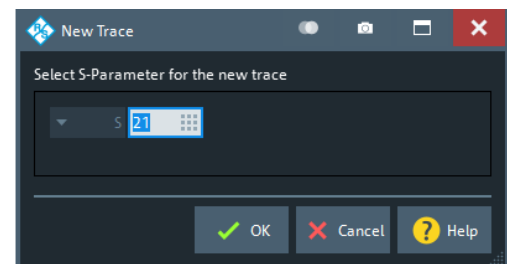 New Trace
Select S-Parameter for the new trace
S 21
OK Cancel ? Help